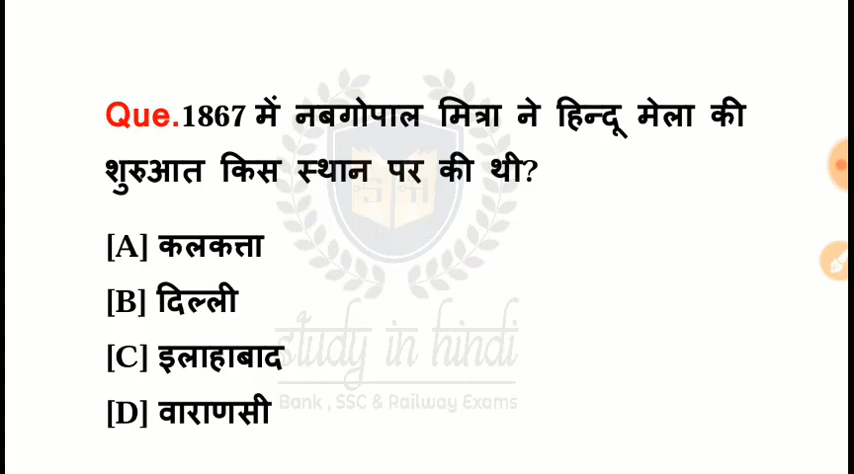 Que.1867 में नबगोपाल मित्रा ने हिन्दू मेला की
शुरुआत किस स्थान पर की थी?
[A] कलकत्ता
[B] दिल्ली
[C] इलाहाबाद
[D] वाराणसी
study in hindi
Bank , SSC & Railway Exams